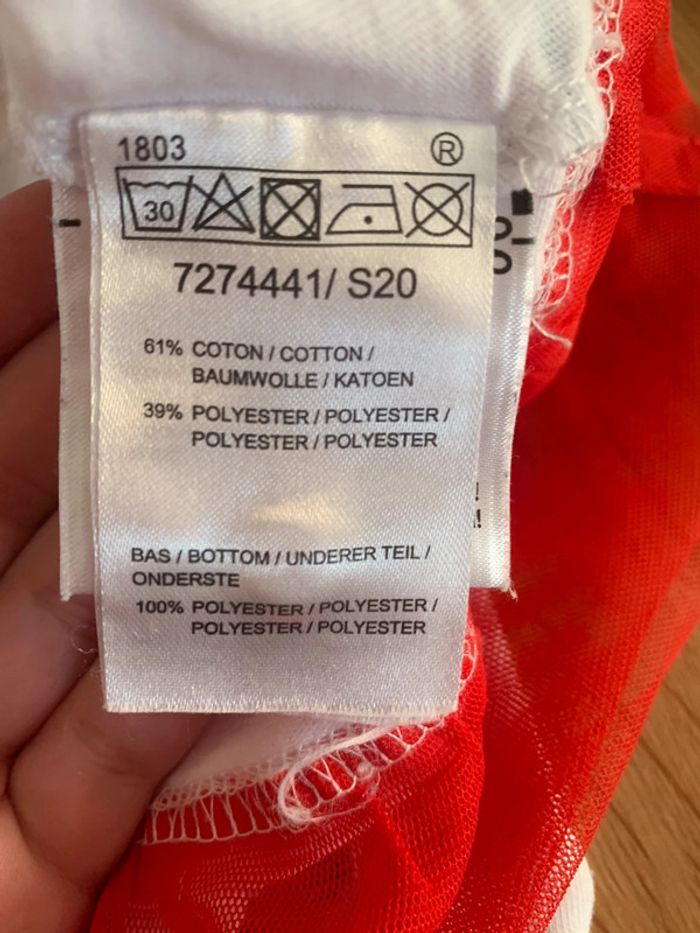 1803 ®
30
7274441/ S20
61% COTON / COTTON /
BAUMWOLLE / KATOEN
39% POLYESTER / POLYESTER /
POLYESTER / POLYESTER
BAS / BOTTOM / UNDERER TEIL /
ONDERSTE
100% POLYESTER / POLYESTER /
POLYESTER / POLYESTER